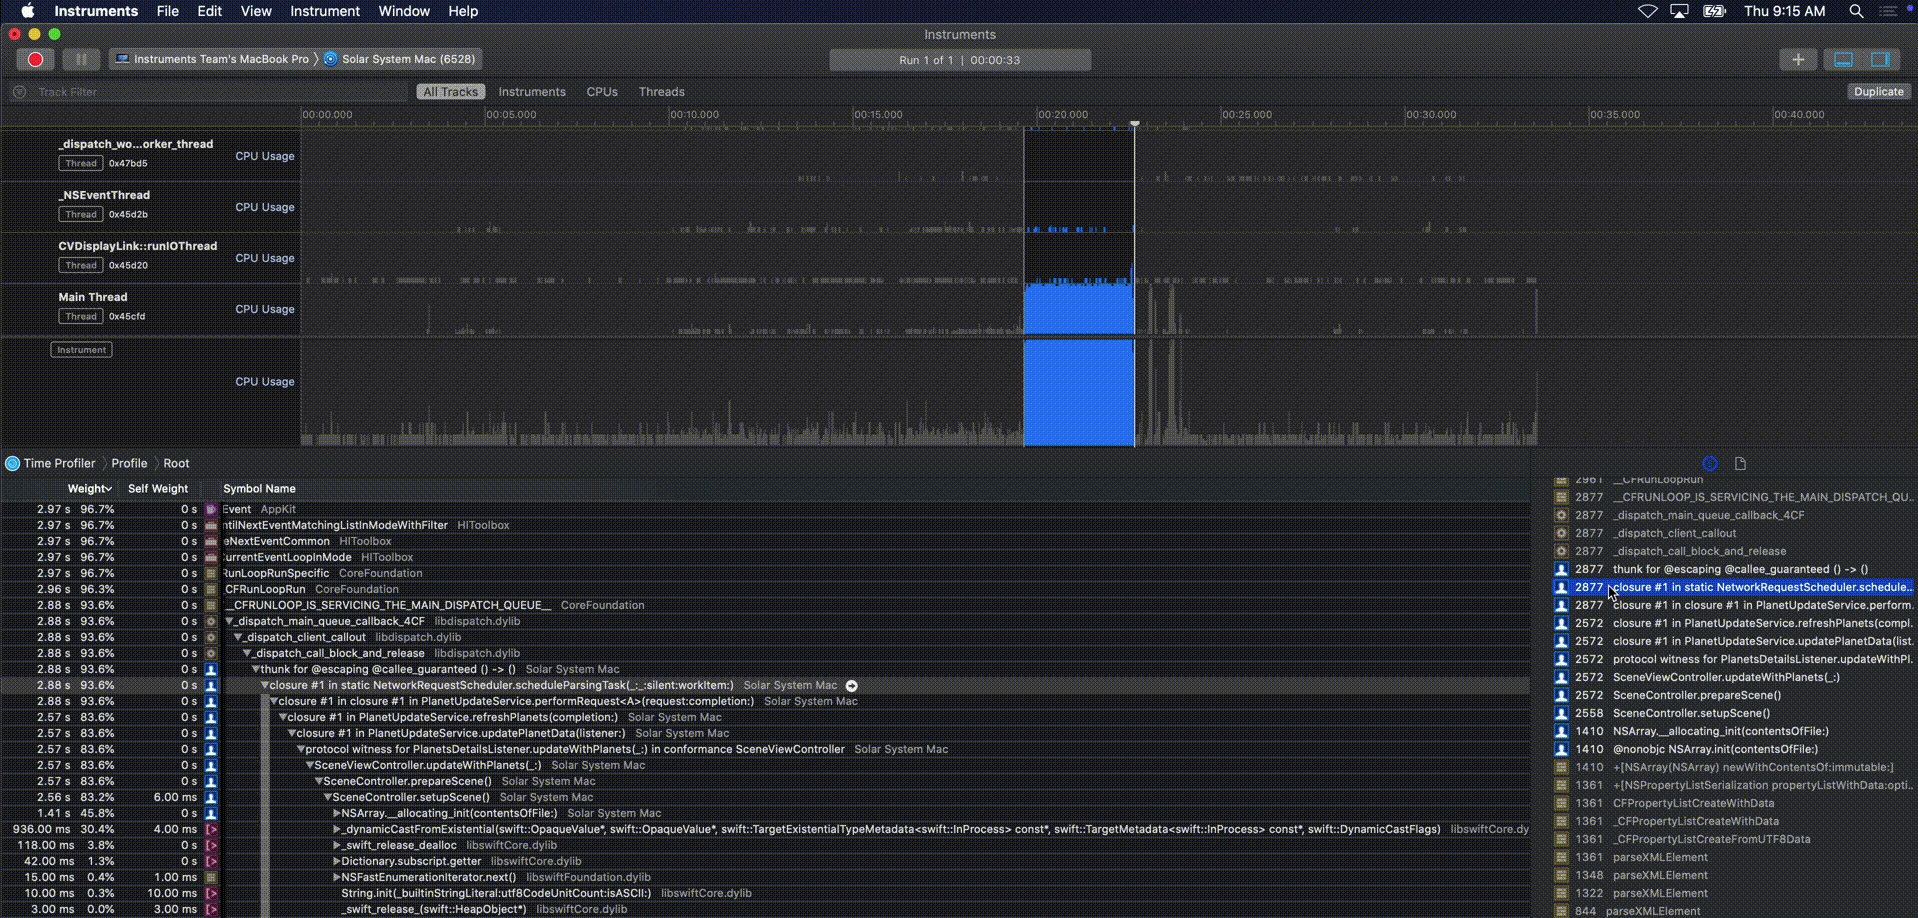 Instruments File Edit View Instrument Window Help Thu 9:15 AM
Instruments
Instruments Team's MacBook Pro 〉 Solar System Mac (6528) Run 1 of 1 | 00:00:33
Track Filter All Tracks Instruments CPUs Threads Duplicate
00:00.000 00:05.000 00:10.000 00:15.000 00:20.000 00:25.000 00:30.000 00:35.000 00:40.000
_dispatch_wo...orker_thread
Thread 0x47bd5 CPU Usage
_NSEventThread
Thread 0x45d2b CPU Usage
CVDisplayLink::runIOThread
Thread 0x45d20 CPU Usage
Main Thread
Thread 0x45cfd CPU Usage
Instrument
CPU Usage
Time Profiler 〉 Profile 〉 Root
Weight Self Weight Symbol Name
2.97 s 96.7% 0 s Event AppKit
2.97 s 96.7% 0 s ntilNextEventMatchingListInModeWithFilter HIToolbox
2.97 s 96.7% 0 s eNextEventCommon HIToolbox
2.97 s 96.7% 0 s CurrentEventLoopInMode HIToolbox
2.97 s 96.7% 0 s RunLoopRunSpecific CoreFoundation
2.96 s 96.4% 0 s _CFRunLoopRun CoreFoundation
2.88 s 93.6% 0 s __CFRUNLOOP_IS_SERVICING_THE_MAIN_DISPATCH_QUEUE__ CoreFoundation
2.88 s 93.6% 0 s _dispatch_main_queue_callback_4CF libdispatch.dylib
2.88 s 93.6% 0 s _dispatch_client_callout libdispatch.dylib
2.88 s 93.6% 0 s _dispatch_call_block_and_release libdispatch.dylib
2.88 s 93.6% 0 s thunk for @escaping @callee_guaranteed () -> () Solar System Mac
2.88 s 93.6% 0 s closure #1 in static NetworkRequestScheduler.scheduleParsingTask(_:_:silent:workItem:) Solar System Mac
2.88 s 93.6% 0 s closure #1 in closure #1 in PlanetUpdateService.performRequest<A>(request:completion:) Solar System Mac
2.57 s 83.6% 0 s closure #1 in PlanetUpdateService.refreshPlanets(completion:) Solar System Mac
2.57 s 83.6% 0 s closure #1 in PlanetUpdateService.updatePlanetData(listener:) Solar System Mac
2.57 s 83.6% 0 s protocol witness for PlanetsDetailsListener.updateWithPlanets(_:) in conformance SceneViewController Solar System Mac
2.57 s 83.6% 0 s SceneViewController.updateWithPlanets(_:) Solar System Mac
2.57 s 83.6% 0 s SceneController.prepareScene() Solar System Mac
2.56 s 83.2% 6.00 ms SceneController.setupScene() Solar System Mac
1.41 s 45.8% 0 s NSArray.__allocating_init(contentsOfFile:) Solar System Mac
936.00 ms 30.4% 4.00 ms _dynamicCastFromExistential(swift::OpaqueValue*, swift::OpaqueValue*, swift::TargetExistentialTypeMetadata<swift::InProcess> const*, swift::TargetMetadata<swift::InProcess> const*, swift::DynamicCastFlags) libswiftCore.dy
118.00 ms 3.8% 0 s _swift_release_dealloc libswiftCore.dylib
42.00 ms 1.3% 0 s Dictionary.subscript.getter libswiftCore.dylib
15.00 ms 0.4% 1.00 ms NSFastEnumerationIterator.next() libswiftFoundation.dylib
10.00 ms 0.3% 10.00 ms String.init(_builtinStringLiteral:utf8CodeUnitCount:isASCII:) libswiftCore.dylib
3.00 ms 0.0% 3.00 ms _swift_release_(swift::HeapObject*) libswiftCore.dylib
2961 __CFRunLoopRun
2877 __CFRUNLOOP_IS_SERVICING_THE_MAIN_DISPATCH_QU...
2877 _dispatch_main_queue_callback_4CF
2877 _dispatch_client_callout
2877 _dispatch_call_block_and_release
2877 thunk for @escaping @callee_guaranteed () -> ()
2877 closure #1 in static NetworkRequestScheduler.schedule...
2877 closure #1 in closure #1 in PlanetUpdateService.perform...
2572 closure #1 in PlanetUpdateService.refreshPlanets(compl...
2572 closure #1 in PlanetUpdateService.updatePlanetData(list...
2572 protocol witness for PlanetsDetailsListener.updateWithPl...
2572 SceneViewController.updateWithPlanets(_:)
2572 SceneController.prepareScene()
2558 SceneController.setupScene()
1410 NSArray.__allocating_init(contentsOfFile:)
1410 @nonobjc NSArray.init(contentsOfFile:)
1410 +[NSArray(NSArray) newWithContentsOf:immutable:]
1361 +[NSPropertyListSerialization propertyListWithData:opti...
1361 CFPropertyListCreateWithData
1361 _CFPropertyListCreateWithData
1361 _CFPropertyListCreateFromUTF8Data
1361 parseXMLElement
1348 parseXMLElement
1322 parseXMLElement
844 parseXMLElement